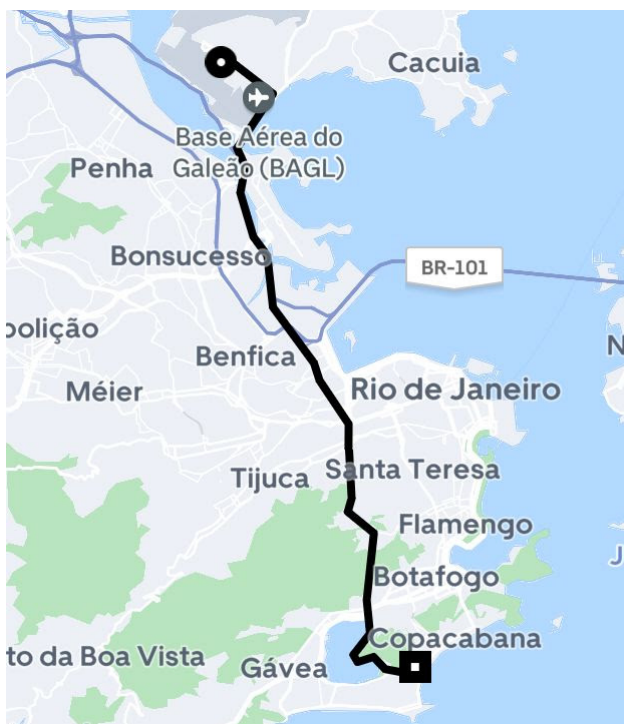 Cacuia
Base Aérea do
Galeão (BAGL)
Penha
Bonsucesso
BR-101
polição
Benfica
N
Méier
Rio de Janeiro
Tijuca
Santa Teresa
Flamengo
J
Botafogo
Copacabana
to da Boa Vista
Gávea